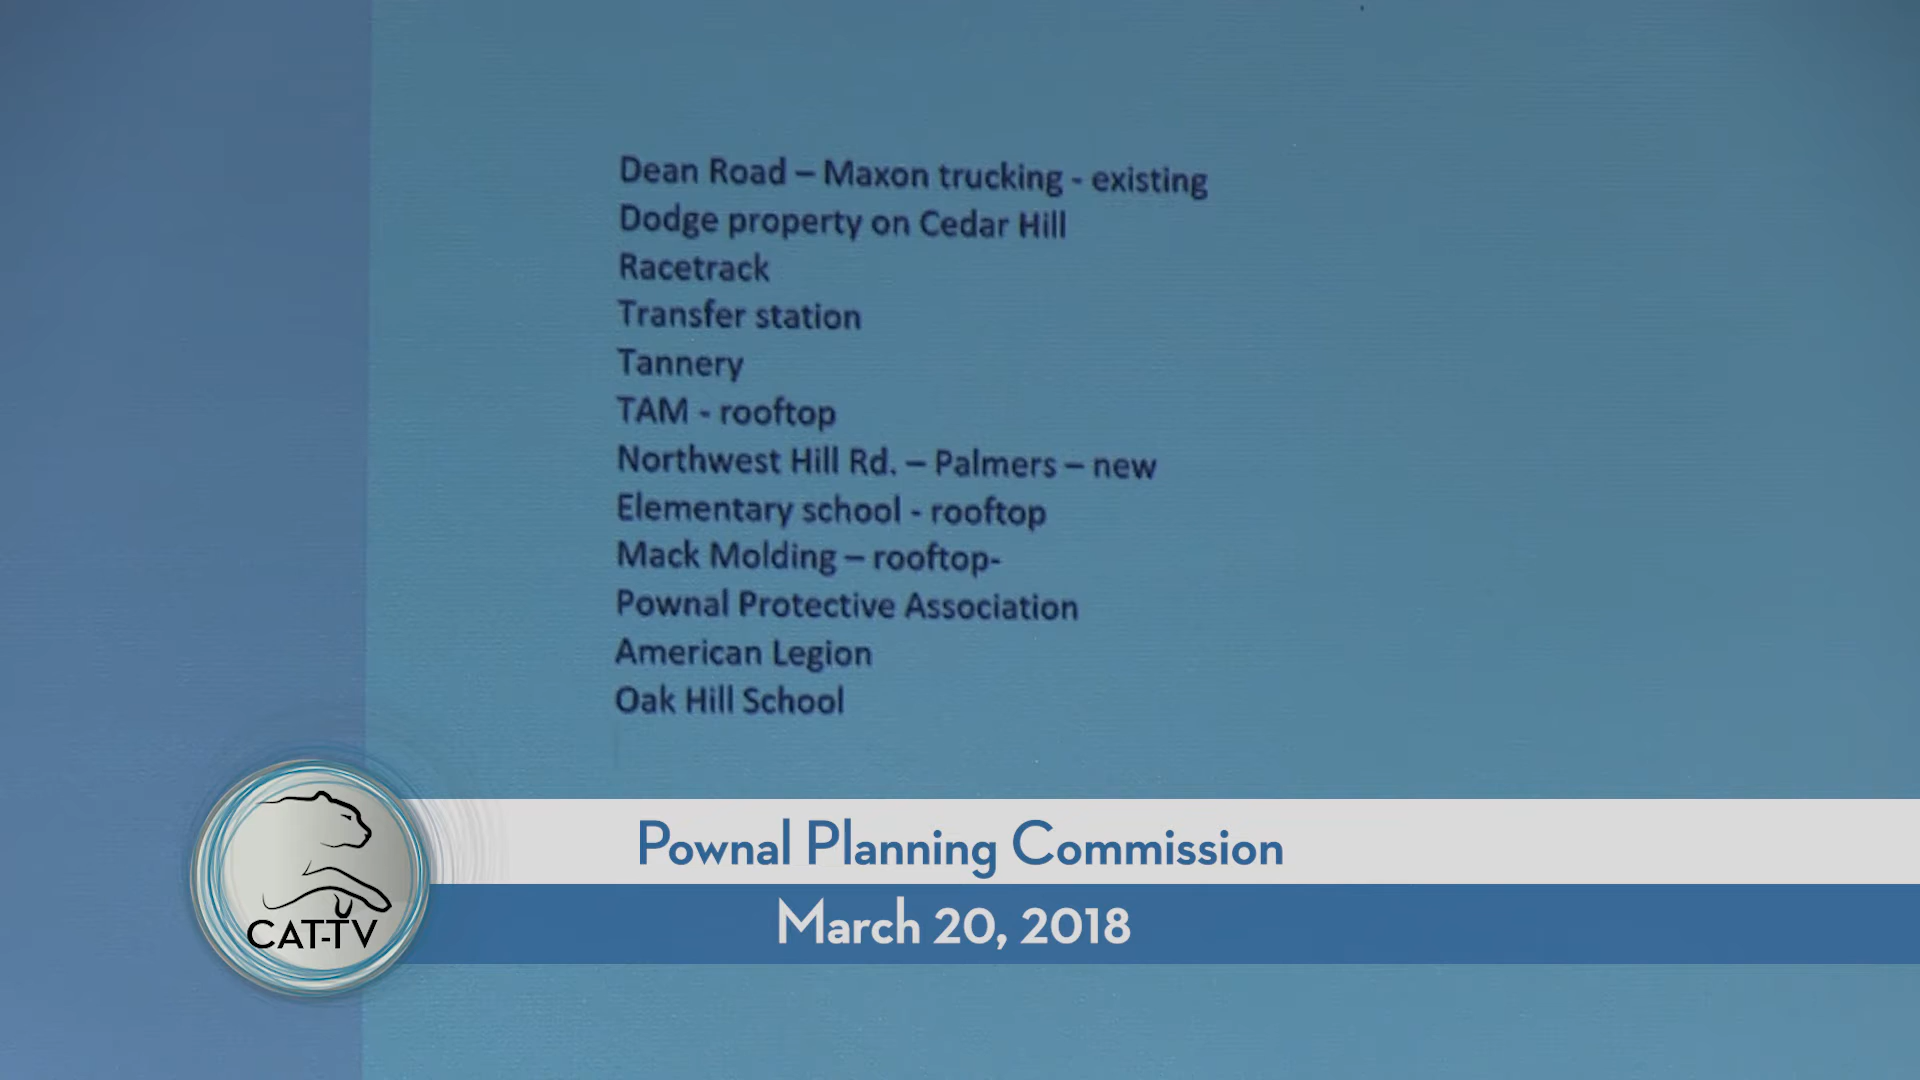 Dean Road – Maxon trucking - existing
Dodge property on Cedar Hill
Racetrack
Transfer station
Tannery
TAM - rooftop
Northwest Hill Rd. – Palmers – new
Elementary school - rooftop
Mack Molding – rooftop-
Pownal Protective Association
American Legion
Oak Hill School
Pownal Planning Commission
March 20, 2018
CAT-TV